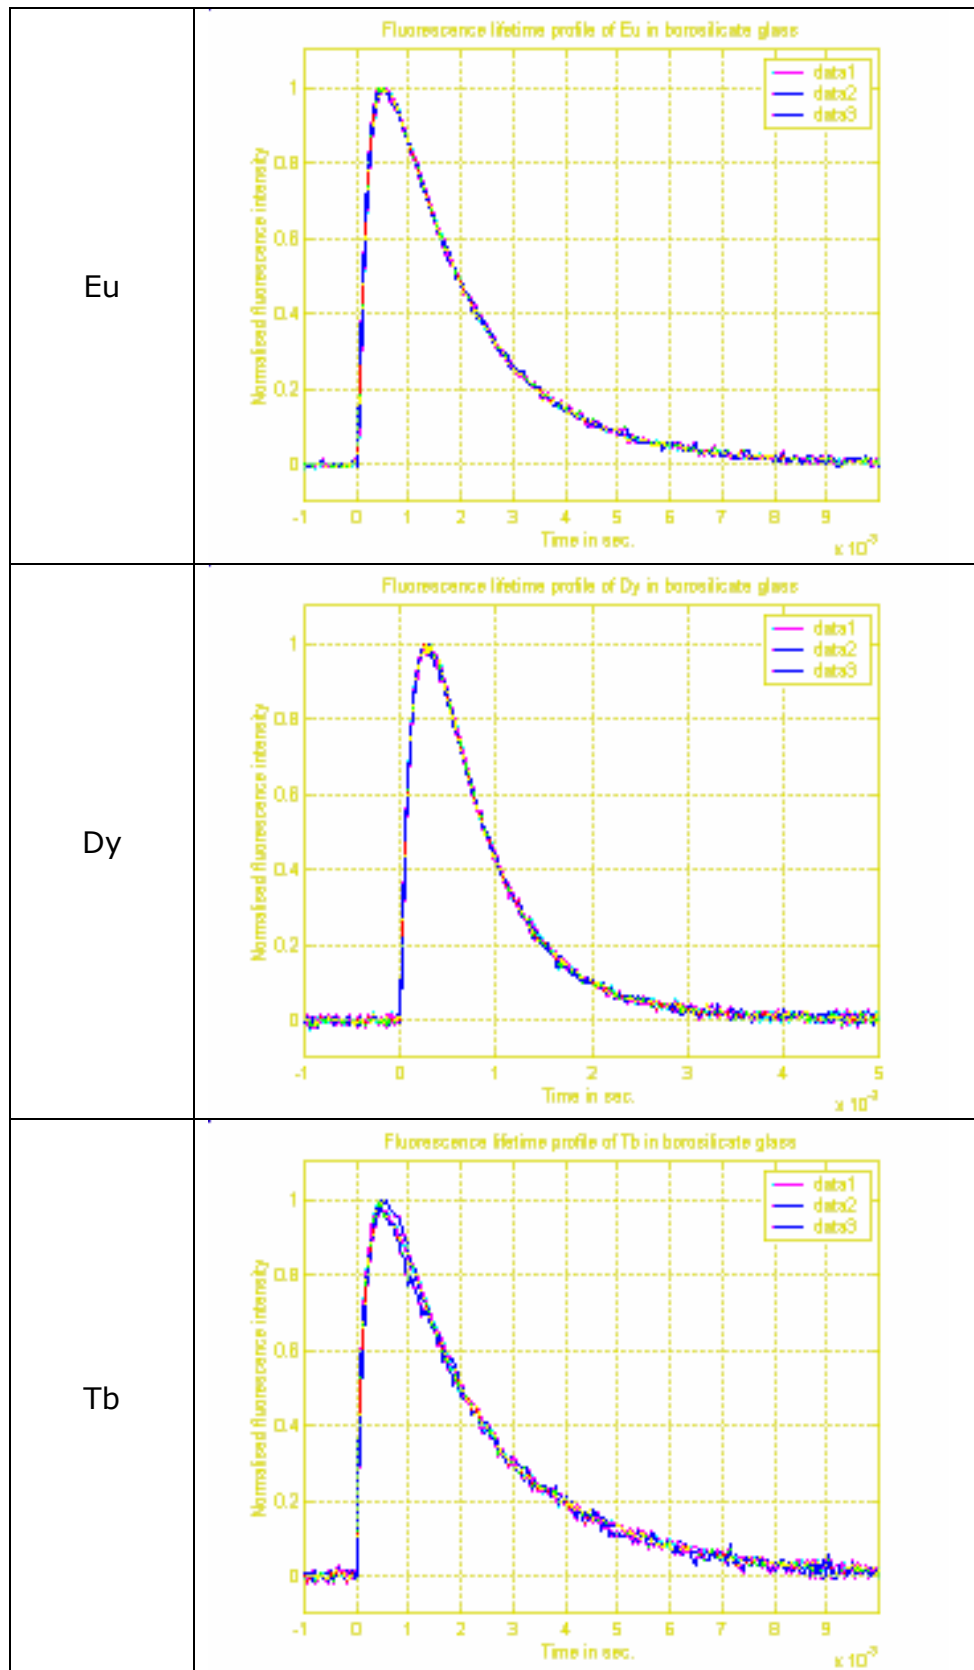 Eu
Fluorescence lifetime profile of Eu in borosilicate glass
data1
data2
data3
Normalised fluorescence intensity
1
0.8
0.6
0.4
0.2
0
-1 0 1 2 3 4 5 6 7 8 9
Time in sec.
x 10⁻³
Dy
Fluorescence lifetime profile of Dy in borosilicate glass
data1
data2
data3
Normalised fluorescence intensity
1
0.8
0.6
0.4
0.2
0
-1 0 1 2 3 4 5
Time in sec.
x 10⁻³
Tb
Fluorescence lifetime profile of Tb in borosilicate glass
data1
data2
data3
Normalised fluorescence intensity
1
0.8
0.6
0.4
0.2
0
-1 0 1 2 3 4 5 6 7 8 9
Time in sec.
x 10⁻³